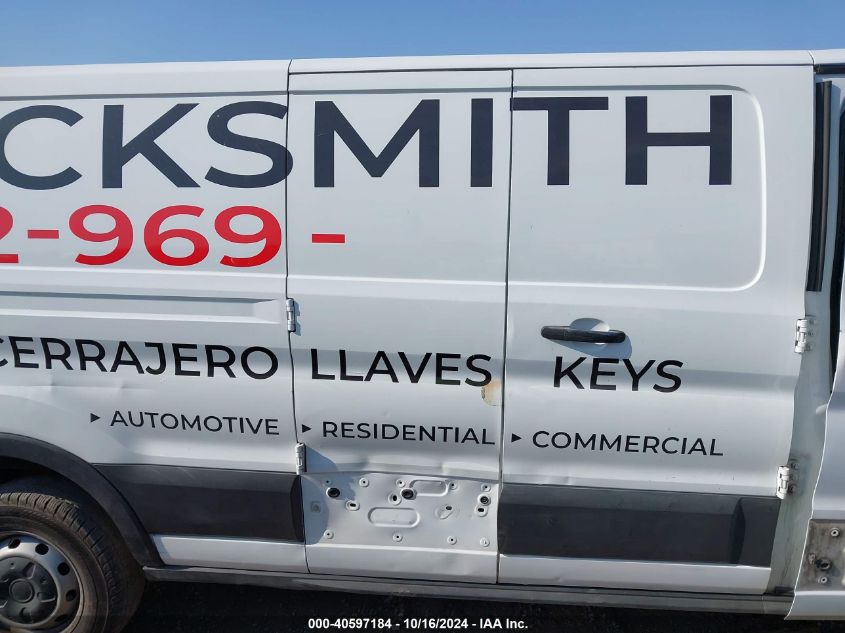 CKSMITH
2-969-
CERRAJERO LLAVES KEYS
▸ AUTOMOTIVE ▸ RESIDENTIAL ▸ COMMERCIAL
000-40597184 - 10/16/2024 - IAA Inc.